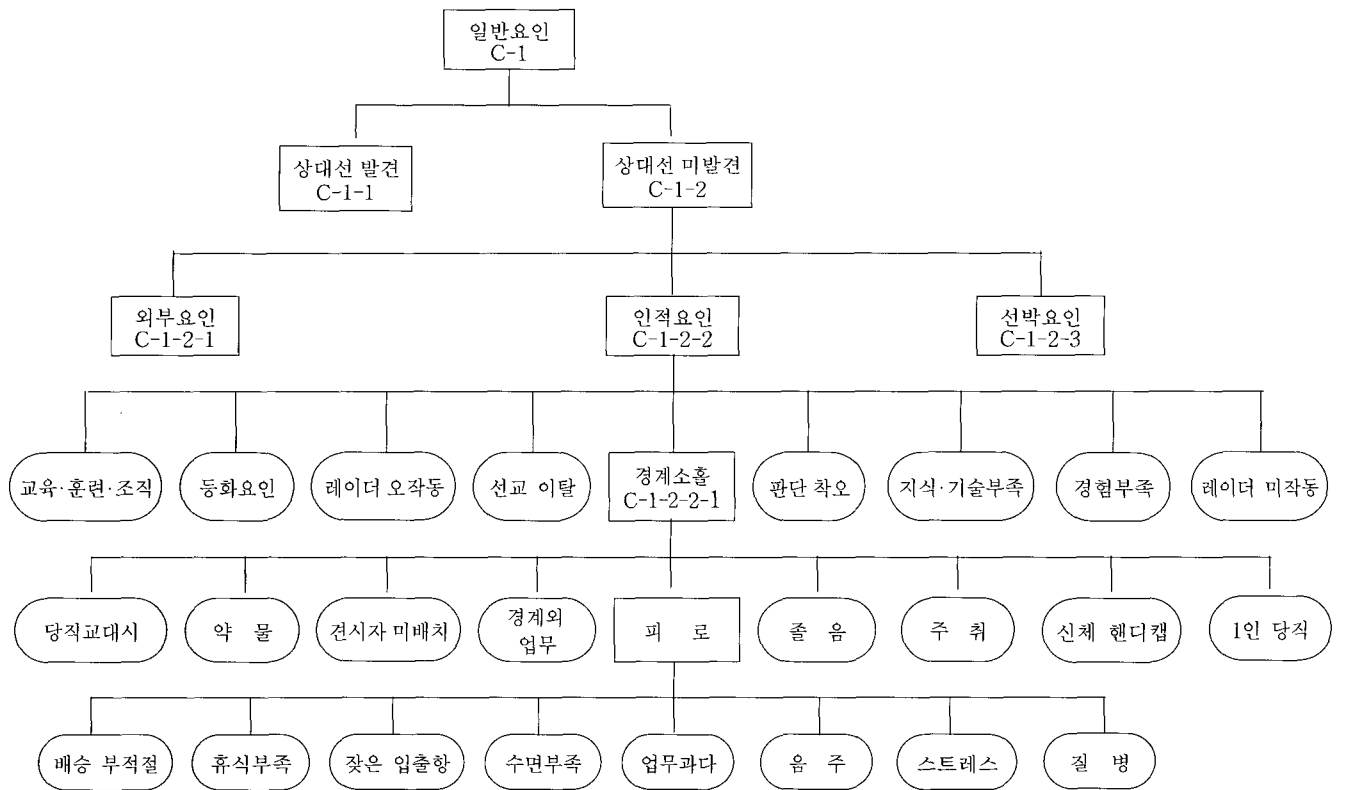 일반요인
C-1
상대선 발견
C-1-1
상대선 미발견
C-1-2
외부요인
C-1-2-1
인적요인
C-1-2-2
선박요인
C-1-2-3
교육·훈련·조직
등화요인
레이더 오작동
선교 이탈
경계소홀
C-1-2-2-1
판단 착오
지식·기술부족
경험부족
레이더 미작동
당직교대시
약 물
견시자 미배치
경계외
업무
피 로
졸 음
주 취
신체 핸디캡
1인 당직
배승 부적절
휴식부족
잦은 입출항
수면부족
업무과다
음 주
스트레스
질 병